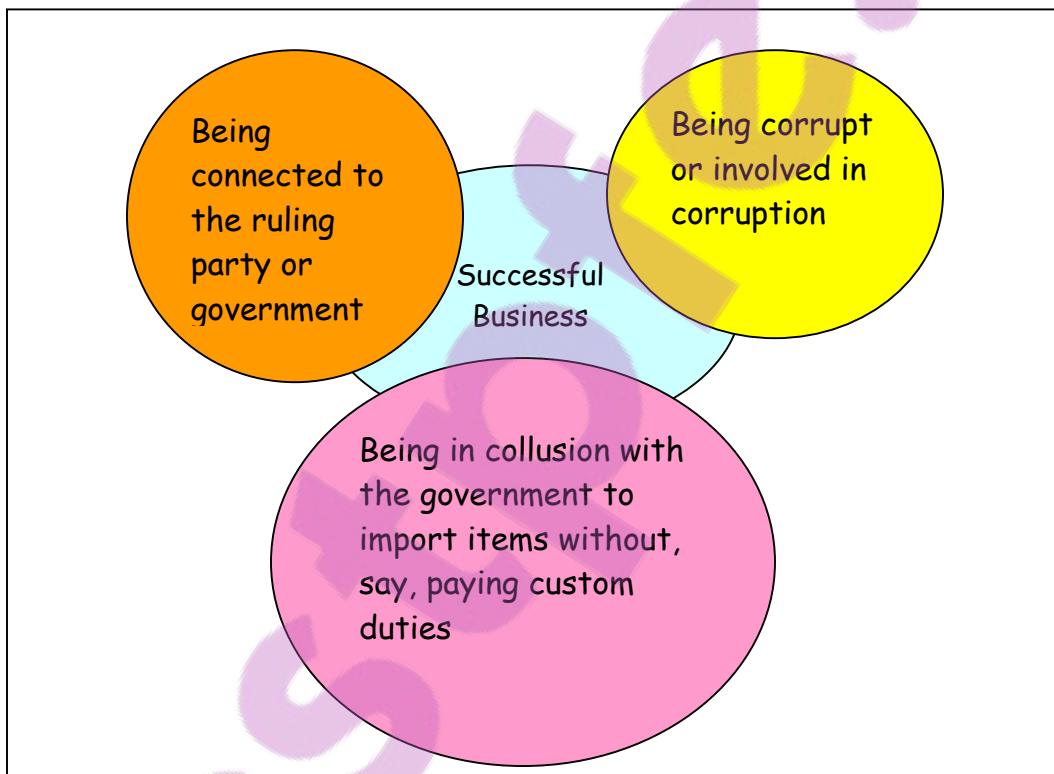 Being
connected to
the ruling
party or
government
Being corrupt
or involved in
corruption
Successful
Business
Being in collusion with
the government to
import items without,
say, paying custom
duties